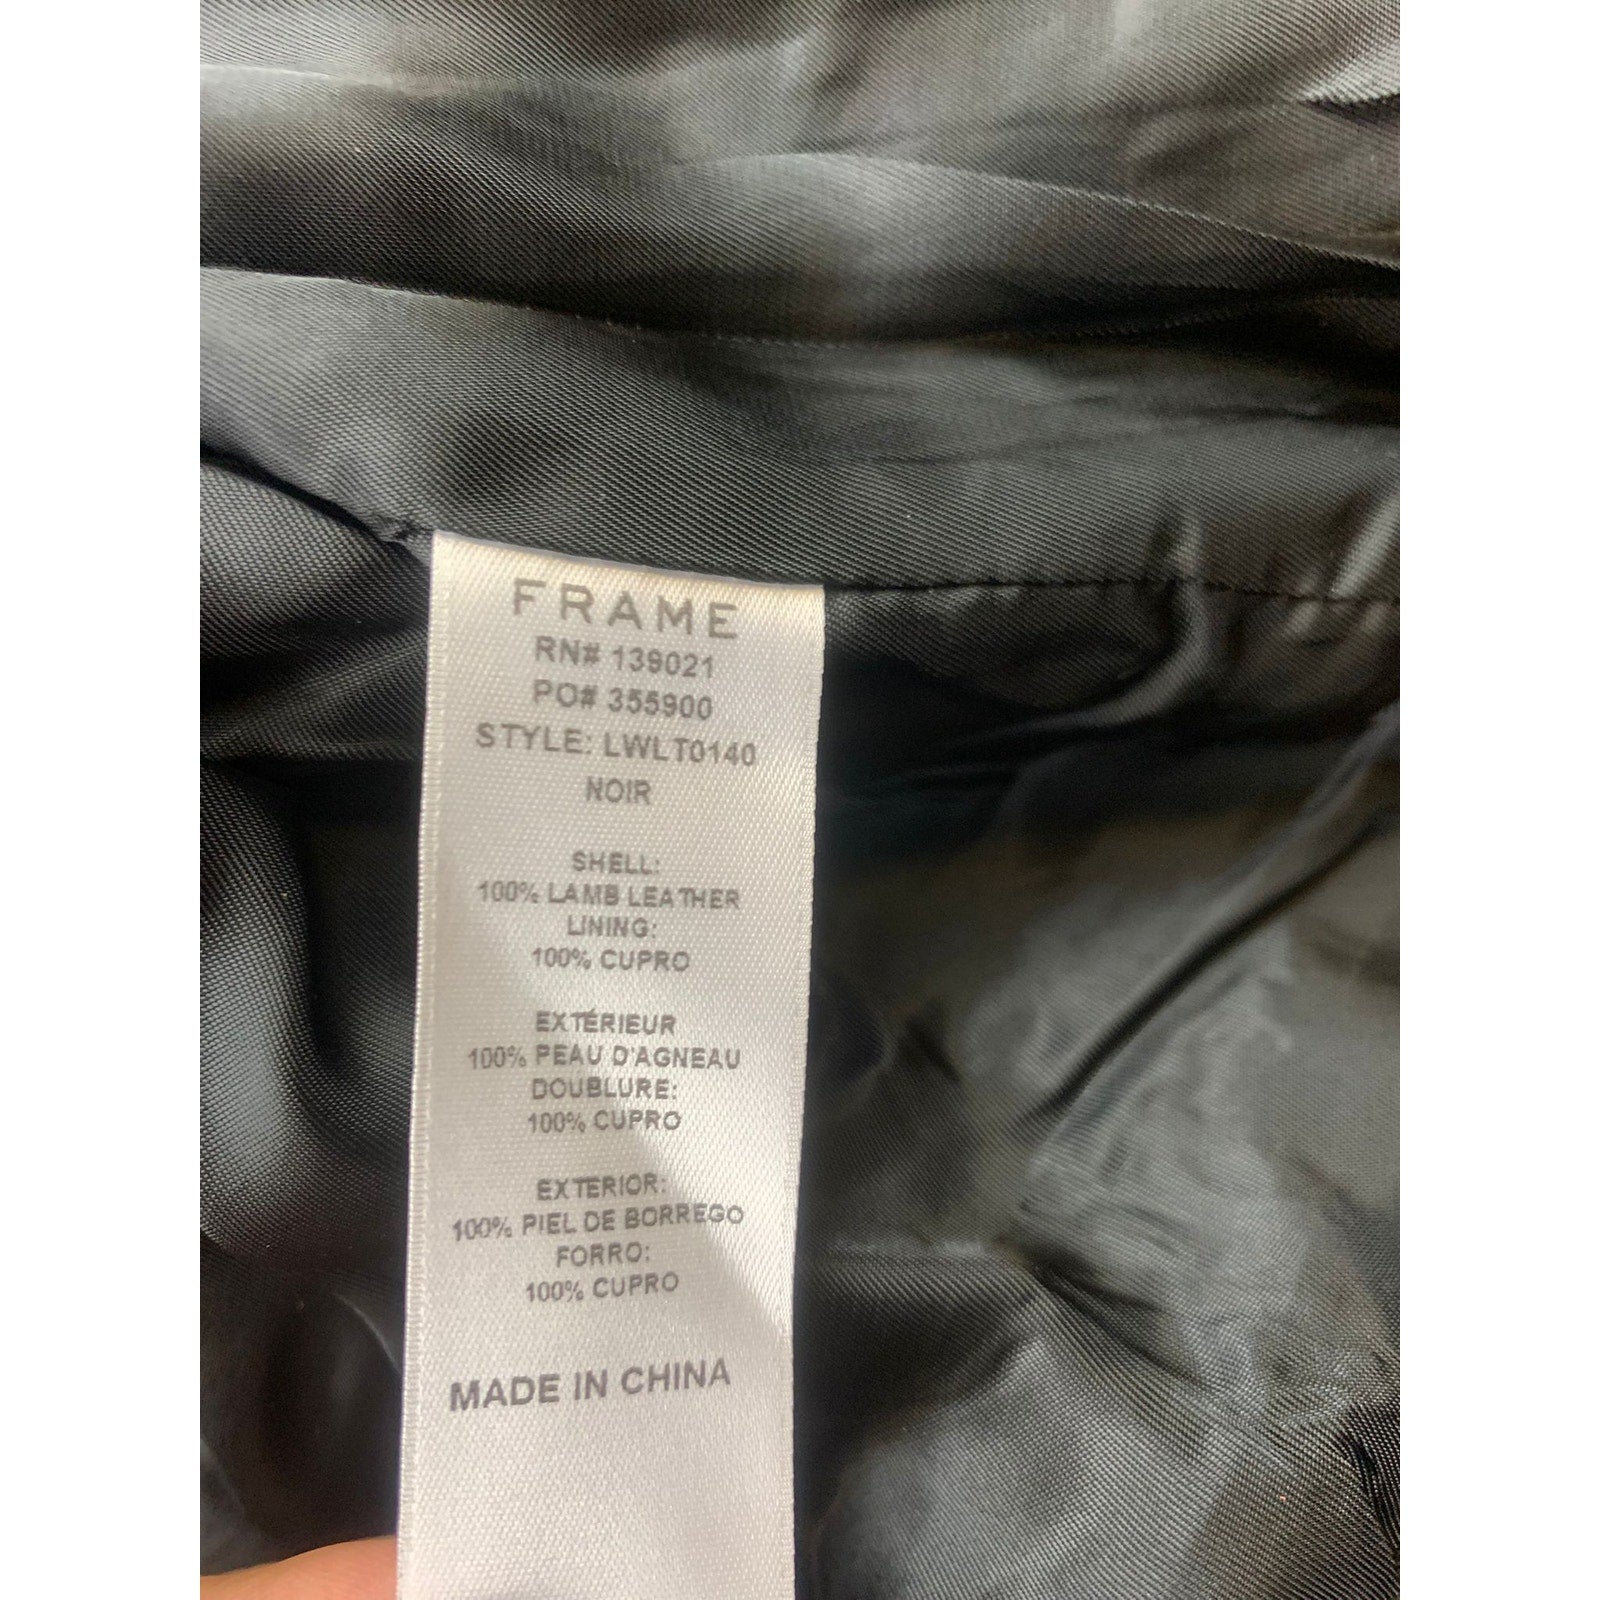 FRAME
RN# 139021
PO# 355900
STYLE: LWLT0140
NOIR
SHELL:
100% LAMB LEATHER
LINING:
100% CUPRO
EXTÉRIEUR
100% PEAU D'AGNEAU
DOUBLURE:
100% CUPRO
EXTERIOR:
100% PIEL DE BORREGO
FORRO:
100% CUPRO
MADE IN CHINA